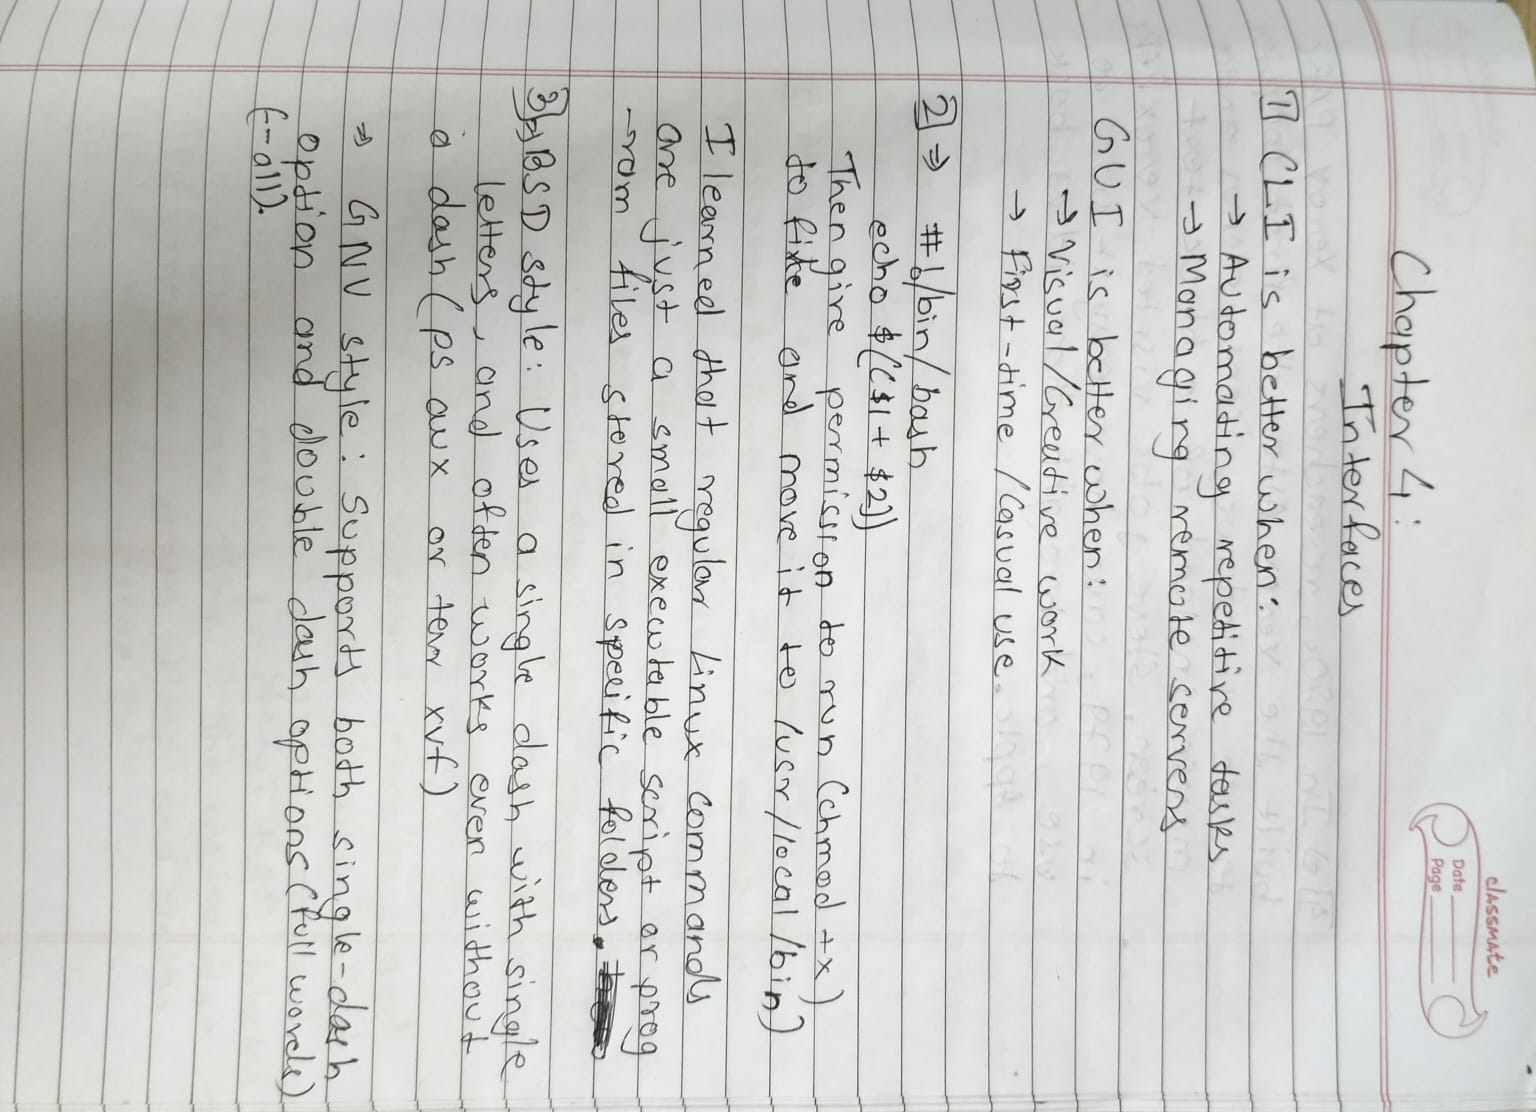 classmate
Date
Page
Chapter 4:
Interfaces
1] CLI is better when:
→ Automating repetitive tasks
→ Managing remote servers
GUI is better when:
→ Visual/Creative work
→ First-time/Casual use.
2] ⇒ #!/bin/bash
echo $(($1 + $2))
Then give permission to run (chmod +x)
to file and move it to /usr/local/bin)
I learned that regular Linux commands
are just a small executable script or prog
-ram files stored in specific folders.
3] ⇒ BSD style: Uses a single dash with single
letters, and often works even without
a dash (ps aux or tar xvf)
⇒ GNU style: Supports both single-dash
option and double dash options (full words)
(--all).